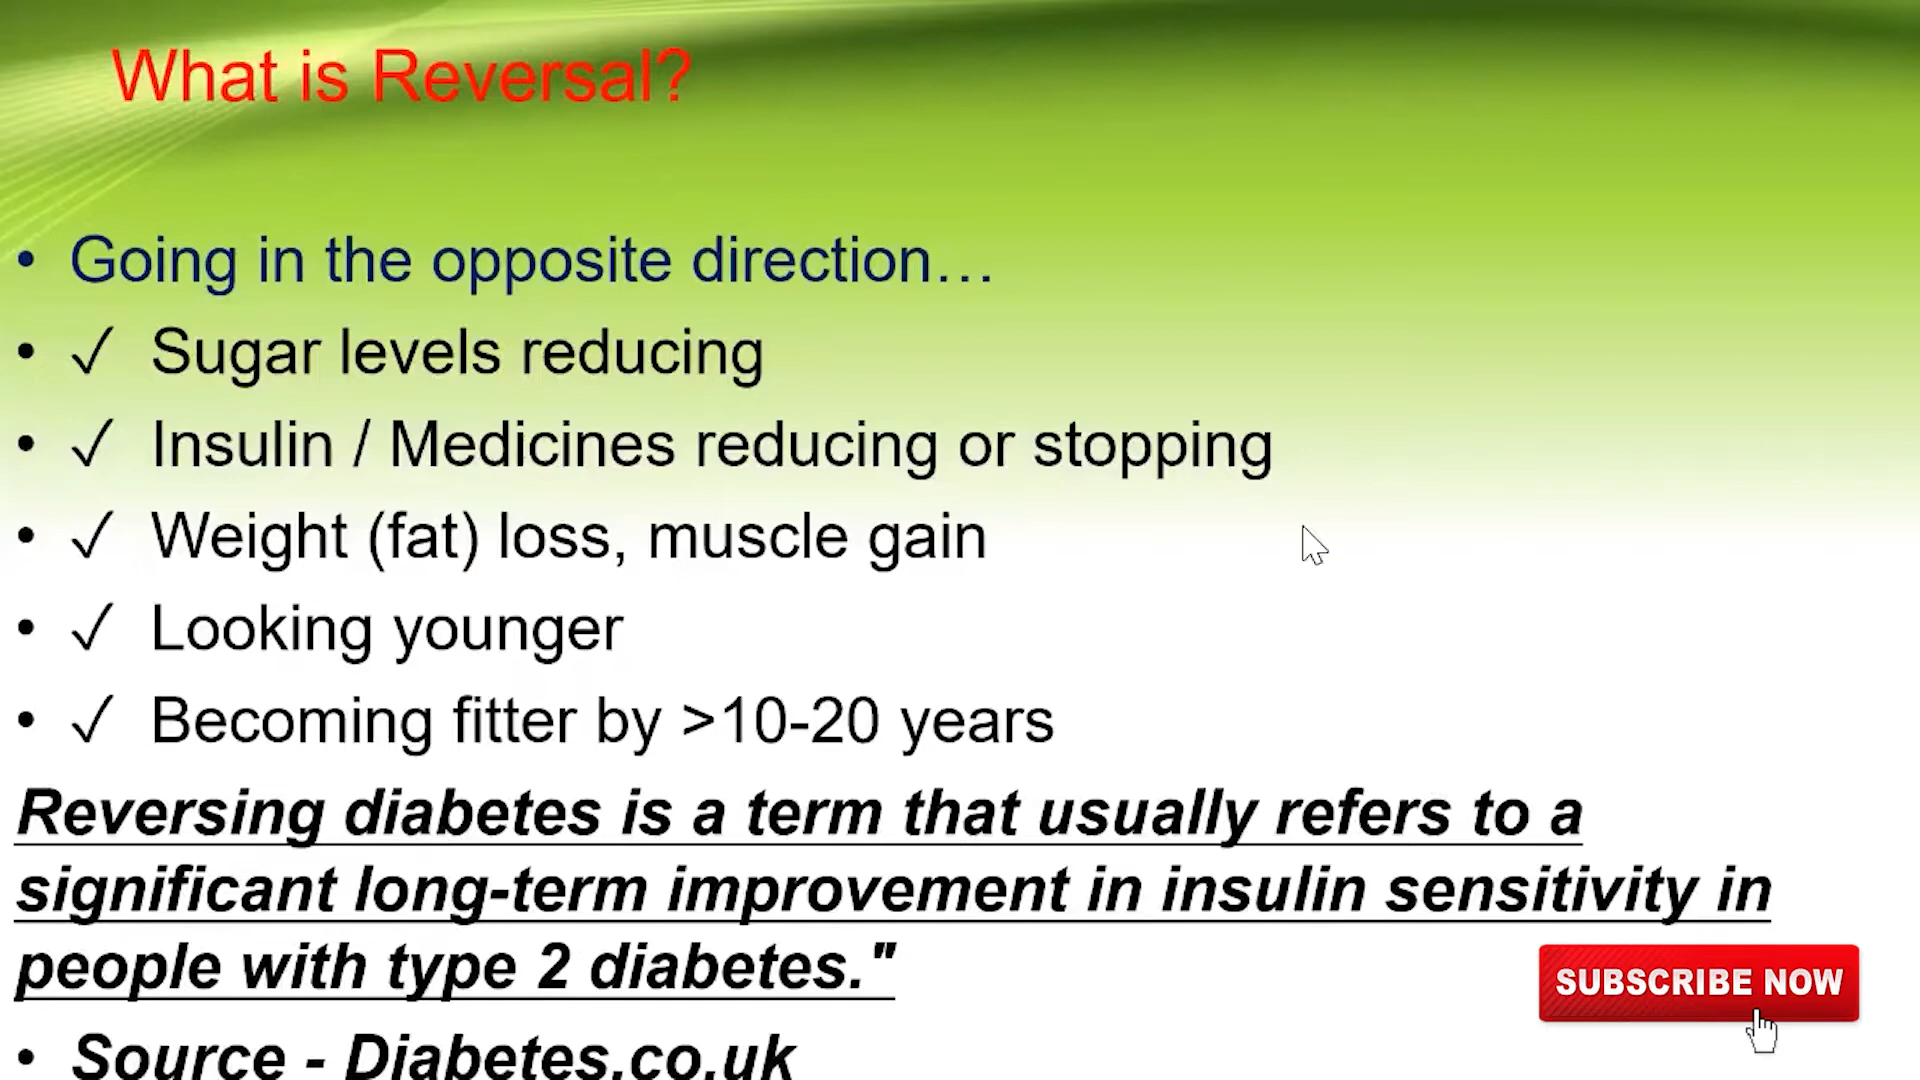 What is Reversal?
• Going in the opposite direction…
• ✓ Sugar levels reducing
• ✓ Insulin / Medicines reducing or stopping
• ✓ Weight (fat) loss, muscle gain
• ✓ Looking younger
• ✓ Becoming fitter by >10-20 years
Reversing diabetes is a term that usually refers to a
significant long-term improvement in insulin sensitivity in
people with type 2 diabetes."
SUBSCRIBE NOW
• Source - Diabetes.co.uk